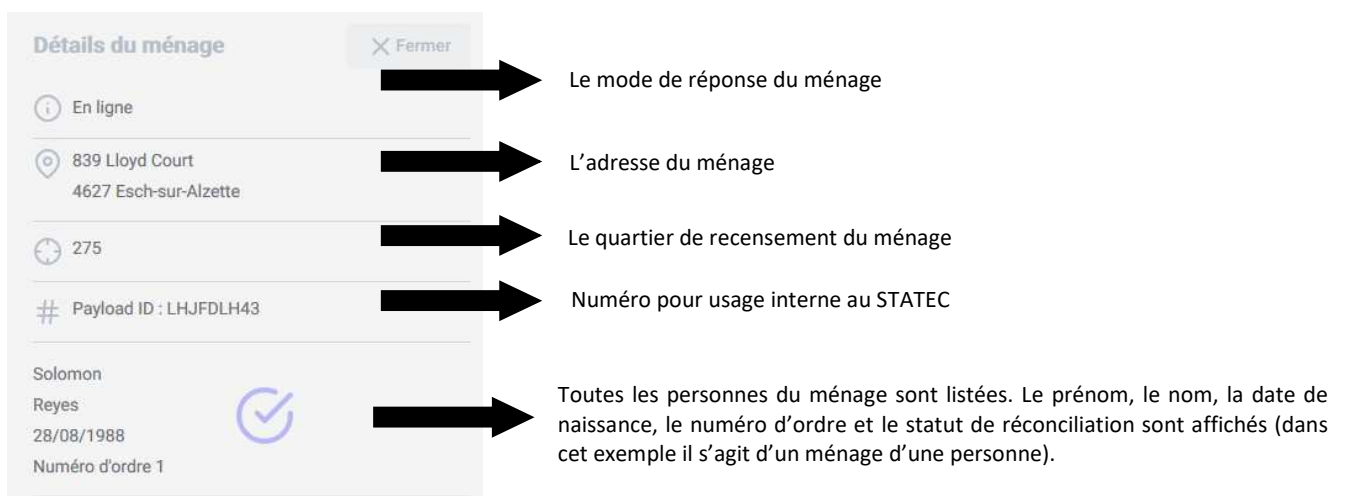 Détails du ménage
Fermer
Le mode de réponse du ménage
En ligne
839 Lloyd Court
4627 Esch-sur-Alzette
L’adresse du ménage
275
Le quartier de recensement du ménage
# Payload ID : LHJFDLH43
Numéro pour usage interne au STATEC
Solomon
Reyes
28/08/1988
Numéro d'ordre 1
Toutes les personnes du ménage sont listées. Le prénom, le nom, la date de
naissance, le numéro d’ordre et le statut de réconciliation sont affichés (dans
cet exemple il s’agit d’un ménage d’une personne).